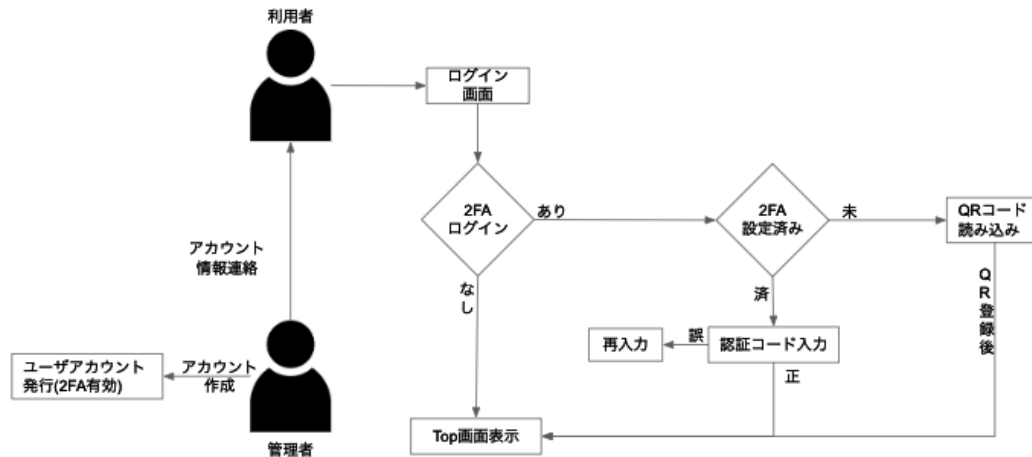 利用者
ログイン
画面
2FA
ログイン
あり
2FA
設定済み
未
QRコード
読み込み
アカウント
情報連絡
なし
済
QR登録後
再入力
誤
認証コード入力
正
ユーザアカウント
発行(2FA有効)
アカウント
作成
管理者
Top画面表示